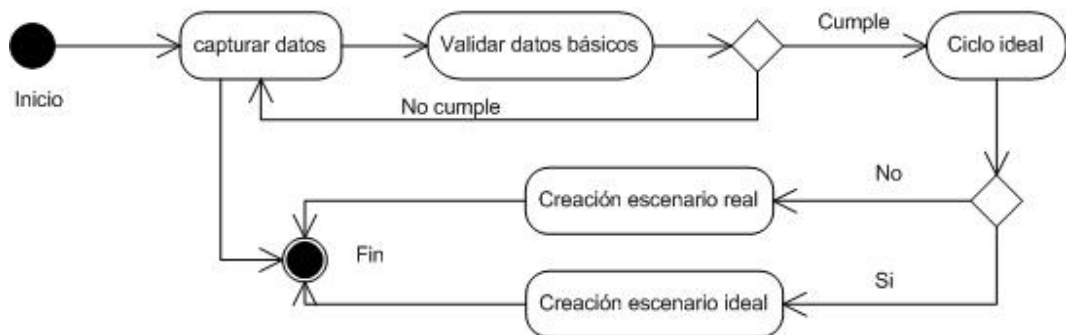 Inicio
capturar datos
Validar datos básicos
Cumple
Ciclo ideal
No cumple
No
Creación escenario real
Fin
Si
Creación escenario ideal